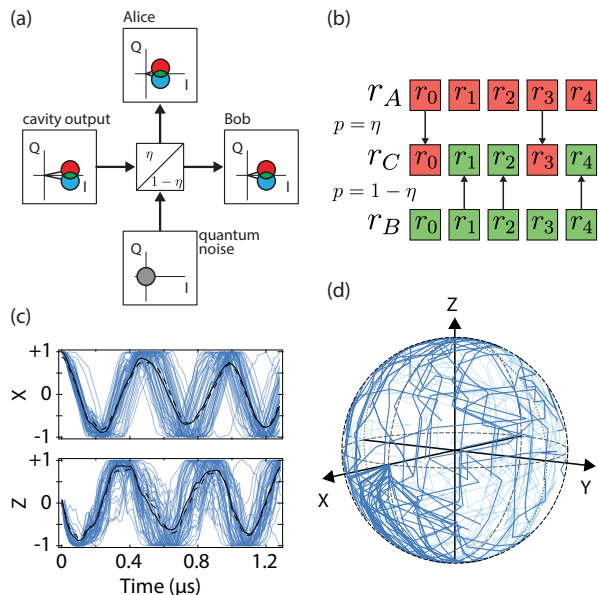 (a)
Alice
Q
I
cavity output
Q
I
η
1 − η
Bob
Q
I
quantum
noise
Q
I
(b)
r_A r_0 r_1 r_2 r_3 r_4
p = η
r_C r_0 r_1 r_2 r_3 r_4
p = 1 − η
r_B r_0 r_1 r_2 r_3 r_4
(c)
+1
X
0
-1
+1
Z
0
-1
0 0.4 0.8 1.2
Time (μs)
(d)
Z
X
Y